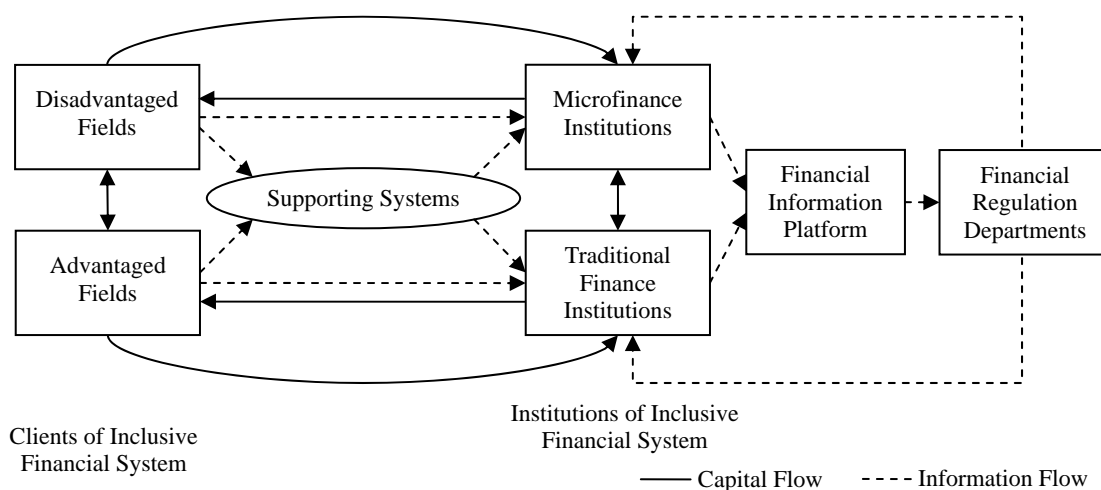 Disadvantaged
Fields
Microfinance
Institutions
Supporting Systems
Financial
Information
Platform
Financial
Regulation
Departments
Advantaged
Fields
Traditional
Finance
Institutions
Clients of Inclusive
Financial System
Institutions of Inclusive
Financial System
Capital Flow
Information Flow